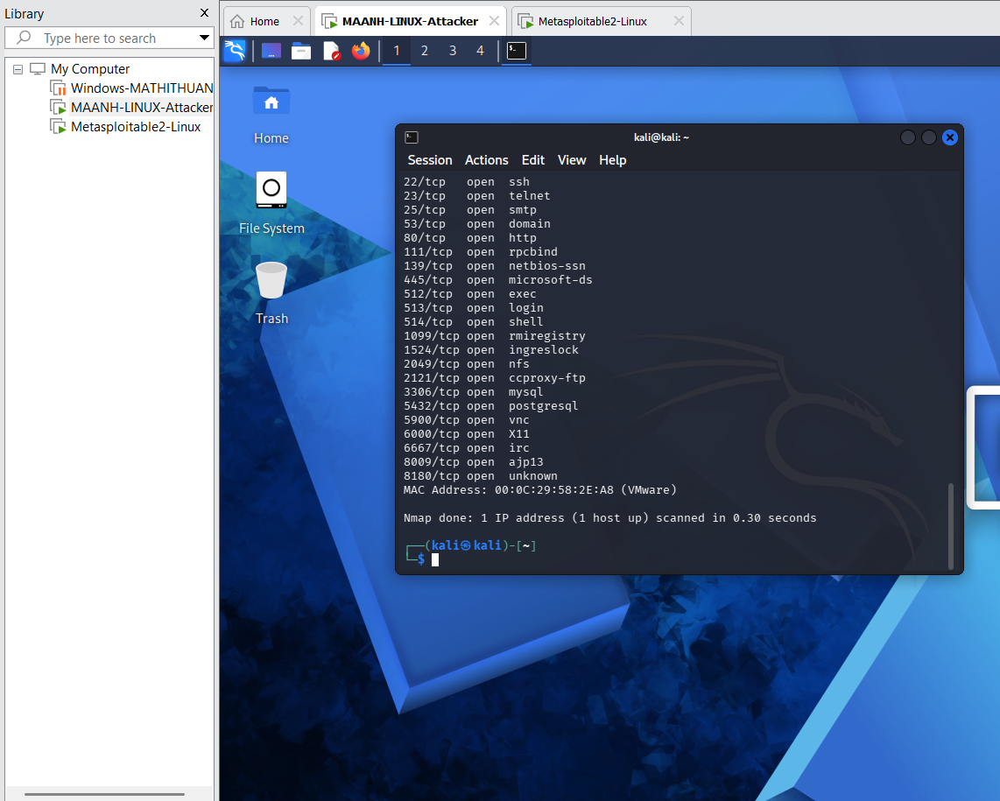 Library
Type here to search
My Computer
Windows-MATHITHUAN
MAANH-LINUX-Attacker
Metasploitable2-Linux
Home
MAANH-LINUX-Attacker
Metasploitable2-Linux
1 2 3 4
Home
File System
Trash
kali@kali: ~
Session Actions Edit View Help
22/tcp open ssh
23/tcp open telnet
25/tcp open smtp
53/tcp open domain
80/tcp open http
111/tcp open rpcbind
139/tcp open netbios-ssn
445/tcp open microsoft-ds
512/tcp open exec
513/tcp open login
514/tcp open shell
1099/tcp open rmiregistry
1524/tcp open ingreslock
2049/tcp open nfs
2121/tcp open ccproxy-ftp
3306/tcp open mysql
5432/tcp open postgresql
5900/tcp open vnc
6000/tcp open X11
6667/tcp open irc
8009/tcp open ajp13
8180/tcp open unknown
MAC Address: 00:0C:29:58:2E:A8 (VMware)
Nmap done: 1 IP address (1 host up) scanned in 0.30 seconds
┌──(kali㉿kali)-[~]
└─$